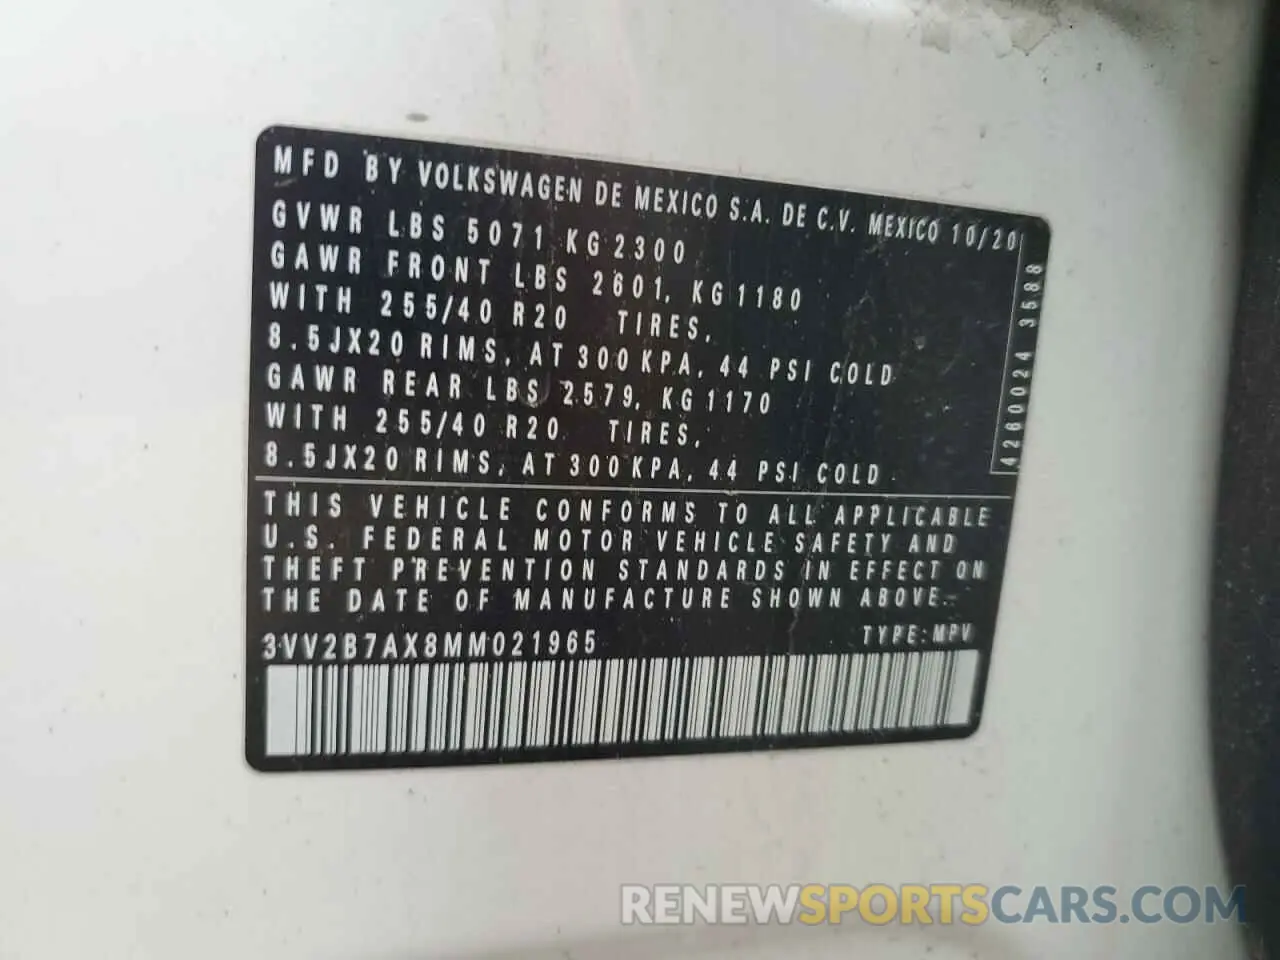 MFD BY VOLKSWAGEN DE MEXICO S.A. DE C.V. MEXICO 10/20
GVWR LBS 5071 KG 2300
GAWR FRONT LBS 2601, KG 1180
WITH 255/40 R20 TIRES,
8.5JX20 RIMS, AT 300 KPA, 44 PSI COLD
GAWR REAR LBS 2579, KG 1170
WITH 255/40 R20 TIRES,
8.5JX20 RIMS, AT 300 KPA, 44 PSI COLD
4260024 3588
THIS VEHICLE CONFORMS TO ALL APPLICABLE
U.S. FEDERAL MOTOR VEHICLE SAFETY AND
THEFT PREVENTION STANDARDS IN EFFECT ON
THE DATE OF MANUFACTURE SHOWN ABOVE.
3VV2B7AX8MM021965 TYPE: MPV
RENEWSPORTSCARS.COM